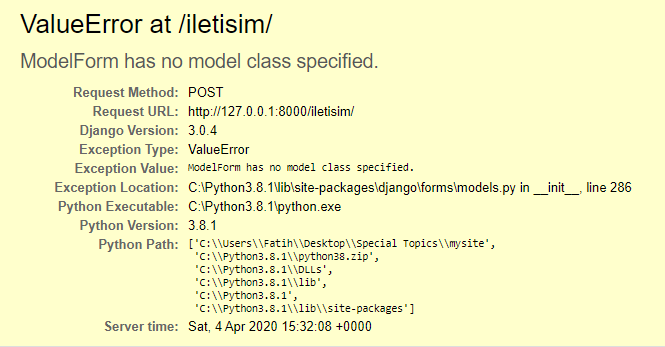 ValueError at /iletisim/
ModelForm has no model class specified.
Request Method: POST
Request URL: http://127.0.0.1:8000/iletisim/
Django Version: 3.0.4
Exception Type: ValueError
Exception Value: ModelForm has no model class specified.
Exception Location: C:\Python3.8.1\lib\site-packages\django\forms\models.py in __init__, line 286
Python Executable: C:\Python3.8.1\python.exe
Python Version: 3.8.1
Python Path: ['C:\\Users\\Fatih\\Desktop\\Special Topics\\mysite',
'C:\\Python3.8.1\\python38.zip',
'C:\\Python3.8.1\\DLLs',
'C:\\Python3.8.1\\lib',
'C:\\Python3.8.1',
'C:\\Python3.8.1\\lib\\site-packages']
Server time: Sat, 4 Apr 2020 15:32:08 +0000